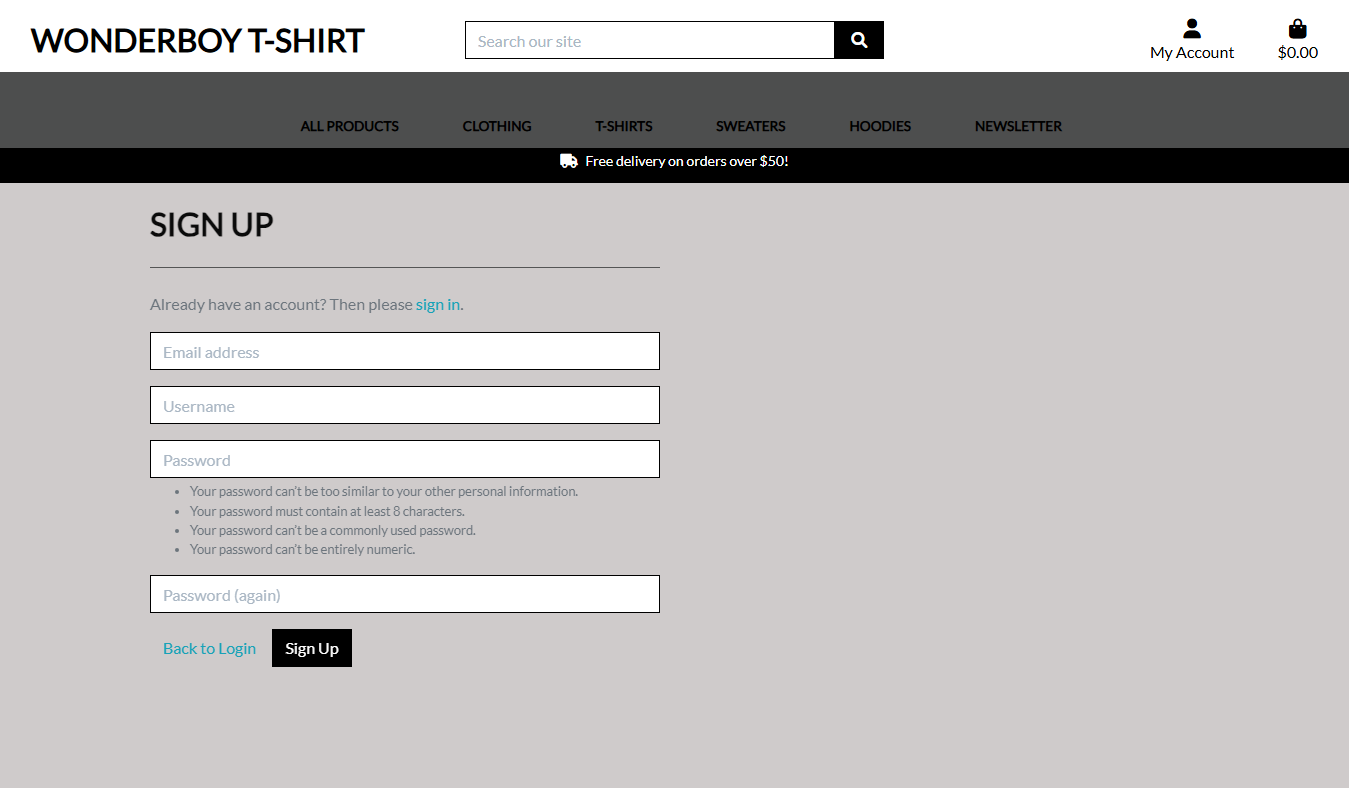 WONDERBOY T-SHIRT
Search our site
My Account
$0.00
ALL PRODUCTS CLOTHING T-SHIRTS SWEATERS HOODIES NEWSLETTER
Free delivery on orders over $50!
SIGN UP
Already have an account? Then please sign in.
Email address
Username
Password
• Your password can't be too similar to your other personal information.
• Your password must contain at least 8 characters.
• Your password can't be a commonly used password.
• Your password can't be entirely numeric.
Password (again)
Back to Login Sign Up